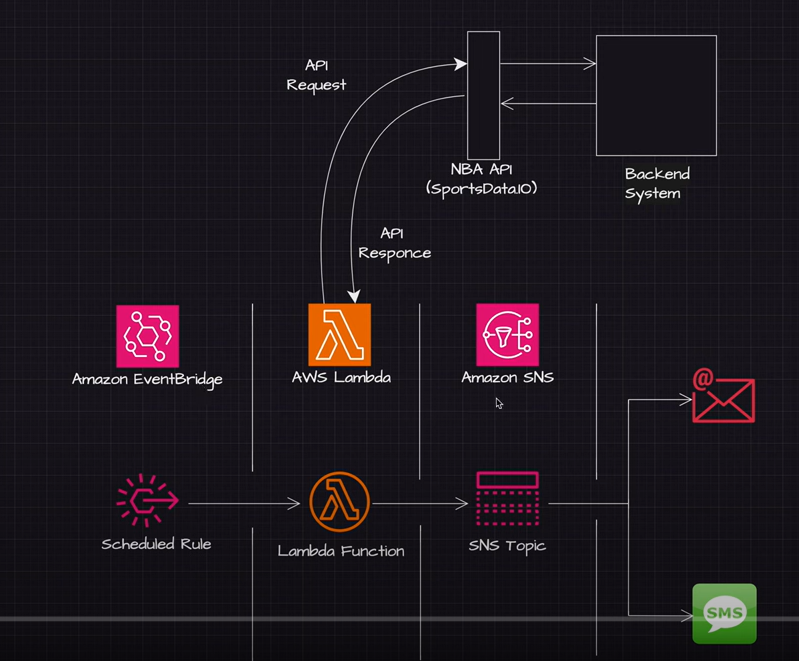 API
Request
NBA API
(SportsData.IO)
Backend
System
API
Responce
Amazon EventBridge
AWS Lambda
Amazon SNS
@
Scheduled Rule
Lambda Function
SNS Topic
SMS